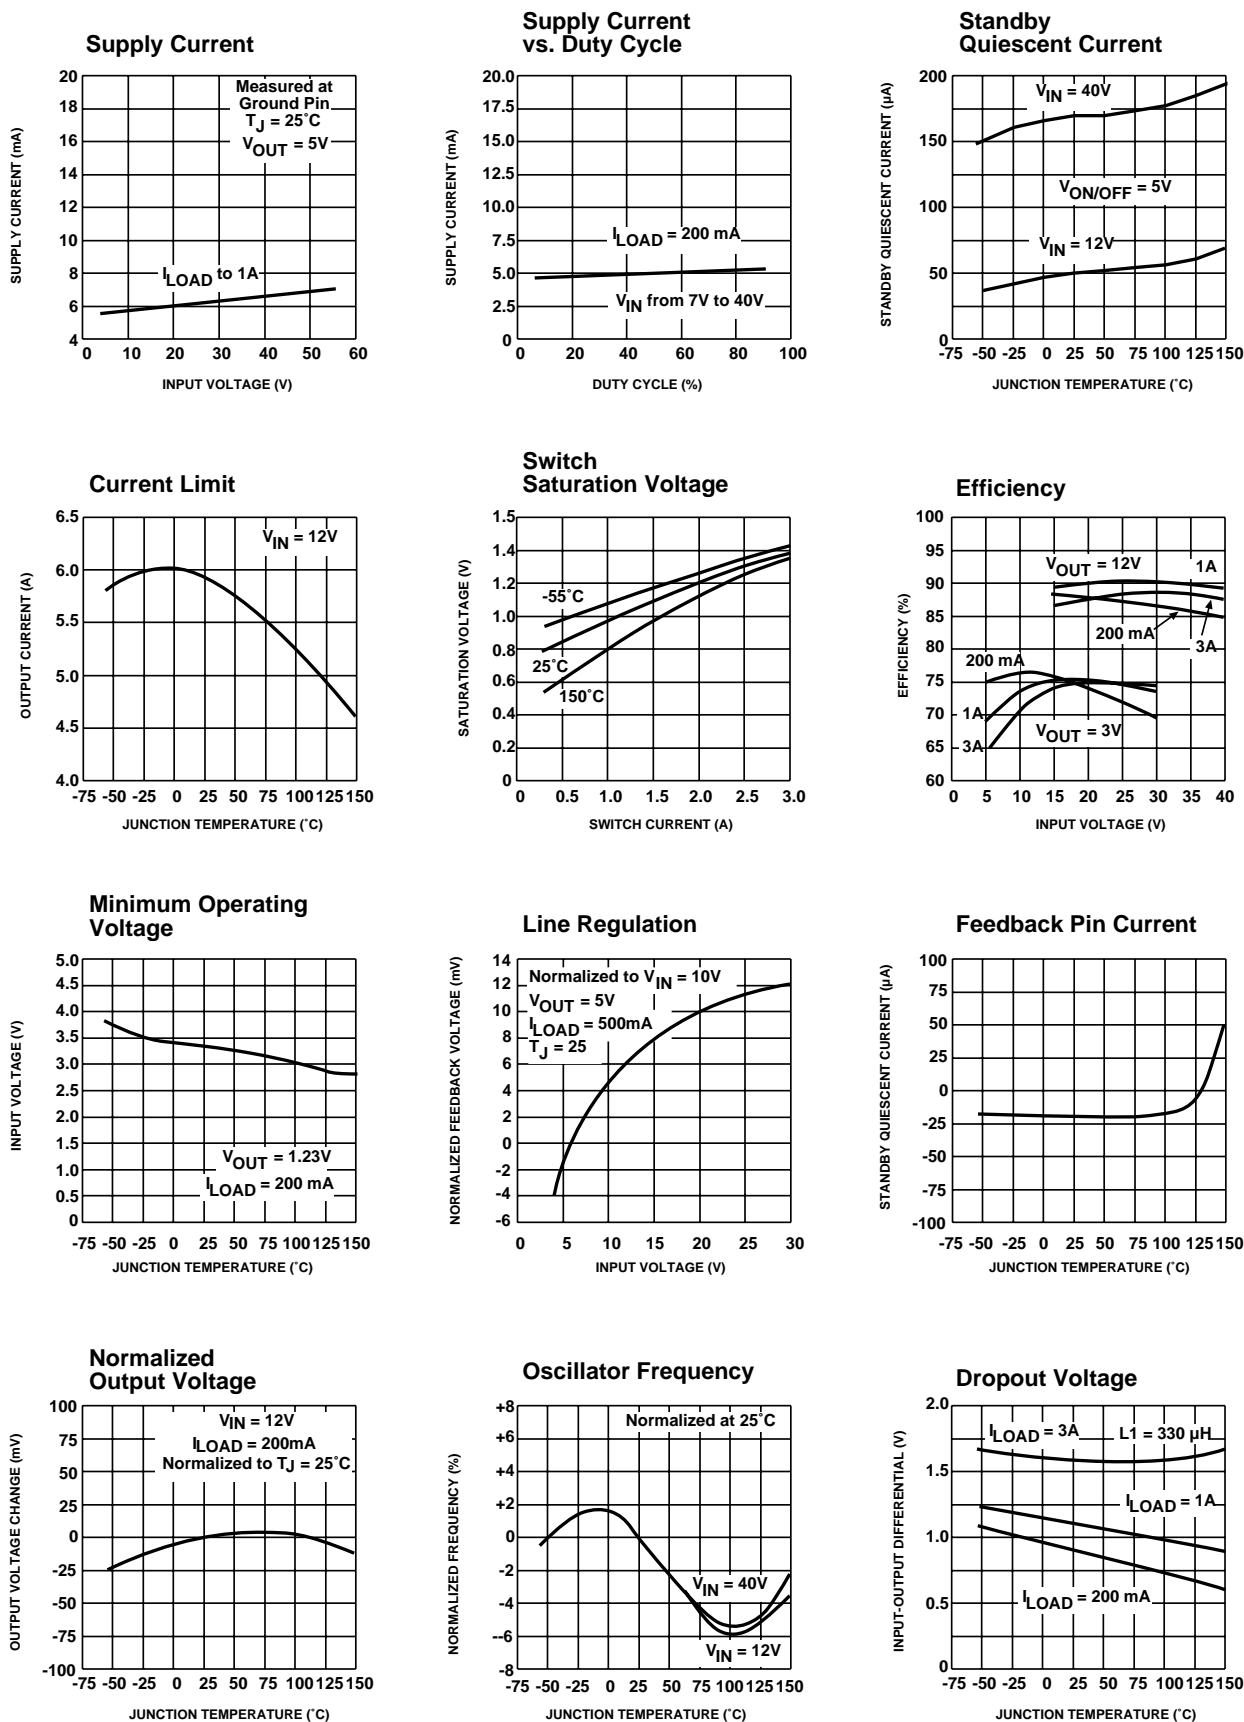 Supply Current
20
18
16
14
12
10
8
6
4
SUPPLY CURRENT (mA)
Measured at
Ground Pin
TJ = 25˚C
VOUT = 5V
ILOAD to 1A
0 10 20 30 40 50 60
INPUT VOLTAGE (V)
Supply Current
vs. Duty Cycle
20.0
17.5
15.0
12.5
10.0
7.5
5.0
2.5
0
SUPPLY CURRENT (mA)
ILOAD = 200 mA
VIN from 7V to 40V
0 20 40 60 80 100
DUTY CYCLE (%)
Standby
Quiescent Current
200
150
100
50
0
STANDBY QUIESCENT CURRENT (µA)
VIN = 40V
VON/OFF = 5V
VIN = 12V
-75 -50 -25 0 25 50 75 100 125 150
JUNCTION TEMPERATURE (˚C)
Current Limit
6.5
6.0
5.5
5.0
4.5
4.0
OUTPUT CURRENT (A)
VIN = 12V
-75 -50 -25 0 25 50 75 100 125 150
JUNCTION TEMPERATURE (˚C)
Switch
Saturation Voltage
1.5
1.4
1.2
1.0
0.8
0.6
0.4
0.2
0
SATURATION VOLTAGE (V)
-55˚C
25˚C
150˚C
0 0.5 1.0 1.5 2.0 2.5 3.0
SWITCH CURRENT (A)
Efficiency
100
95
90
85
80
75
70
65
60
EFFICIENCY (%)
VOUT = 12V
1A
200 mA
3A
200 mA
1A
3A
VOUT = 3V
0 5 10 15 20 25 30 35 40
INPUT VOLTAGE (V)
Minimum Operating
Voltage
5.0
4.5
4.0
3.5
3.0
2.5
2.0
1.5
1.0
0.5
0
INPUT VOLTAGE (V)
VOUT = 1.23V
ILOAD = 200 mA
-75 -50 -25 0 25 50 75 100 125 150
JUNCTION TEMPERATURE (˚C)
Line Regulation
14
12
10
8
6
4
2
0
-2
-4
-6
NORMALIZED FEEDBACK VOLTAGE (mV)
Normalized to VIN = 10V
VOUT = 5V
ILOAD = 500mA
TJ = 25
0 5 10 15 20 25 30
INPUT VOLTAGE (V)
Feedback Pin Current
100
75
50
25
0
-25
-50
-75
-100
STANDBY QUIESCENT CURRENT (µA)
-75 -50 -25 0 25 50 75 100 125 150
JUNCTION TEMPERATURE (˚C)
Normalized
Output Voltage
100
75
50
25
0
-25
-50
-75
-100
OUTPUT VOLTAGE CHANGE (mV)
VIN = 12V
ILOAD = 200mA
Normalized to TJ = 25˚C
-75 -50 -25 0 25 50 75 100 125 150
JUNCTION TEMPERATURE (˚C)
Oscillator Frequency
+8
+6
+4
+2
0
-2
-4
--6
-8
NORMALIZED FREQUENCY (%)
Normalized at 25˚C
VIN = 40V
VIN = 12V
-75 -50 -25 0 25 50 75 100 125 150
JUNCTION TEMPERATURE (˚C)
Dropout Voltage
2.0
1.5
1.0
0.5
0
INPUT-OUTPUT DIFFERENTIAL (V)
ILOAD = 3A
L1 = 330 µH
ILOAD = 1A
ILOAD = 200 mA
-75 -50 -25 0 25 50 75 100 125 150
JUNCTION TEMPERATURE (˚C)